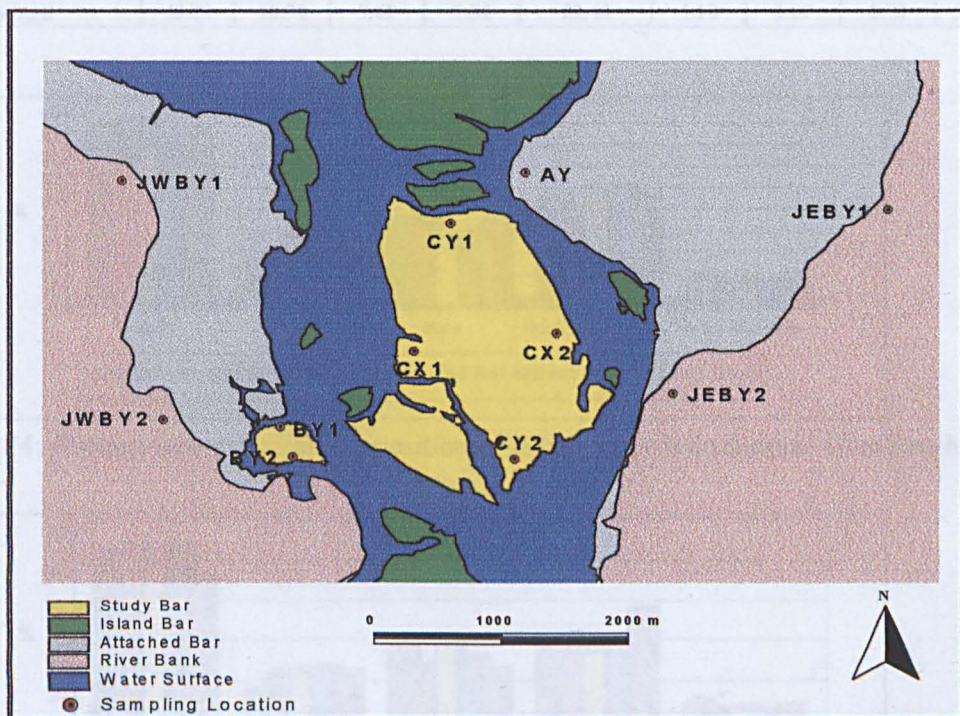 JWBY1
AY
JEBY1
CY1
CX2
CX1
JEBY2
JWBY2
BY1
CY2
BY2
Study Bar
Island Bar
Attached Bar
River Bank
Water Surface
Sampling Location
0 1000 2000 m
N